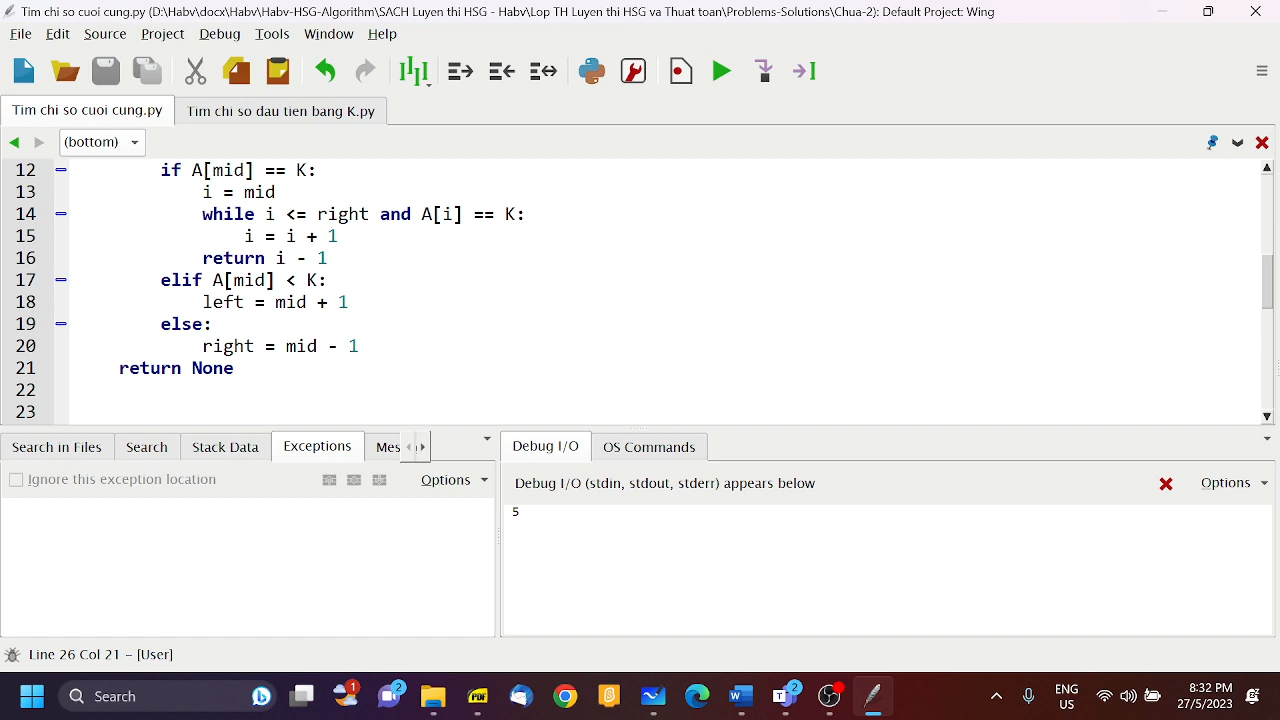 Tim chi so cuoi cung.py (D:\Habv\docx\Habv\Habv-HSG-Algorithm\SACH Luyen thi HSG - Habv\Lop TH Luyen thi HSG va Thuat toan\Problems-Solutions\Chua-2): Default Project: Wing
File Edit Source Project Debug Tools Window Help
Tim chi so cuoi cung.py Tim chi so dau tien bang K.py
(bottom)
12 if A[mid] == K:
13 i = mid
14 while i <= right and A[i] == K:
15 i = i + 1
16 return i - 1
17 elif A[mid] < K:
18 left = mid + 1
19 else:
20 right = mid - 1
21 return None
22
23
Search in Files Search Stack Data Exceptions Mes Debug I/O OS Commands
Ignore this exception location Options Debug I/O (stdin, stdout, stderr) appears below Options
5
Line 26 Col 21 – [User]
Search 1 2 PDF 2 ENG US 8:32 PM 27/5/2023